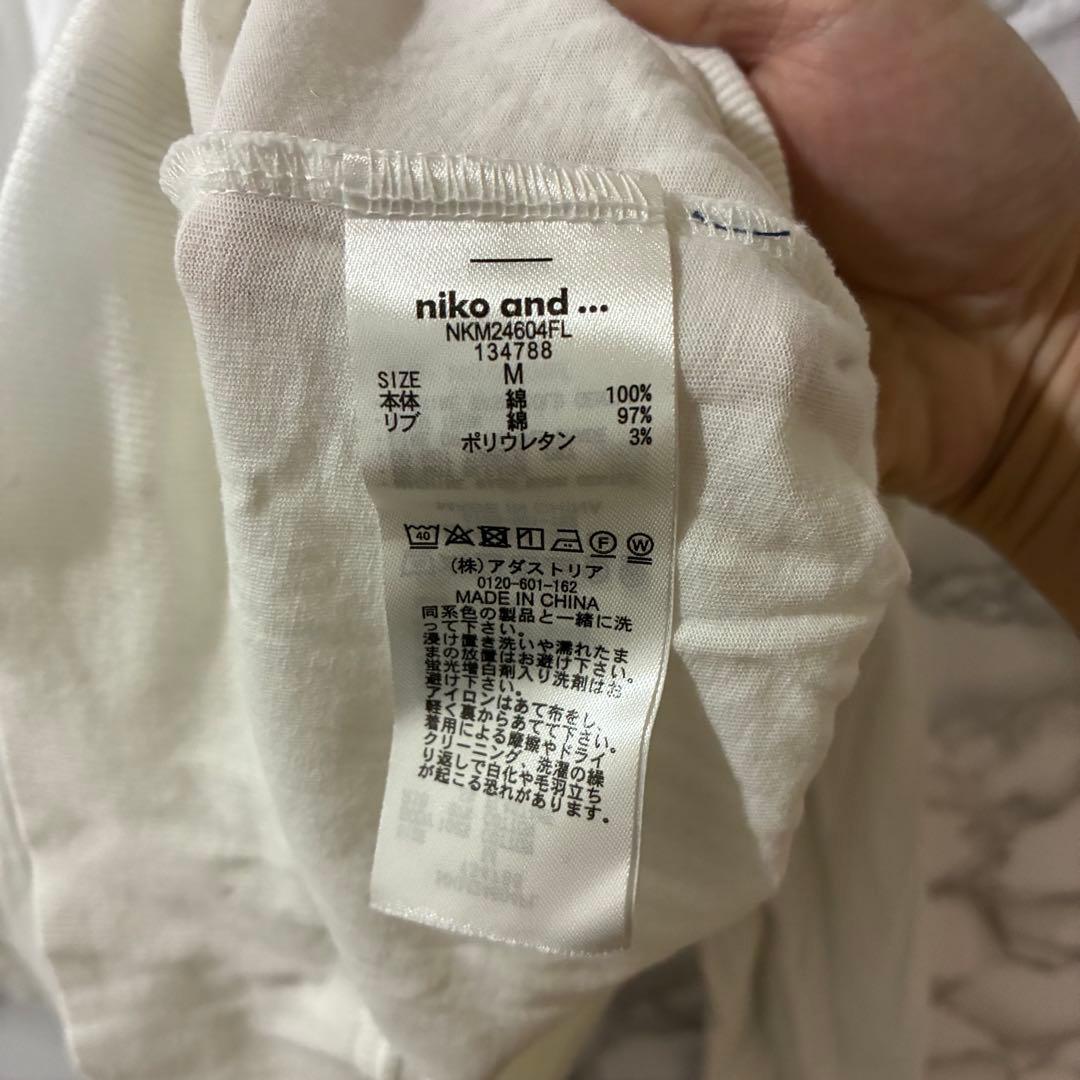 niko and ...
NKM24604FL
134788
SIZE M
本体 綿 100%
リブ 綿 97%
ポリウレタン 3%
40 F W
(株)アダストリア
0120-601-162
MADE IN CHINA
同系色の製品と一緒に洗
って下さい。
浸け置き洗いや濡れたま
まの放置はお避け下さい。
蛍光増白剤入り洗剤はお
避け下さい。
アイロンはあて布をし、
軽く裏からあてて下さい。
着用による摩擦やドライ
クリーニング、洗濯の繰
り返しで白化や毛羽立ち
が起こる恐れがあります。